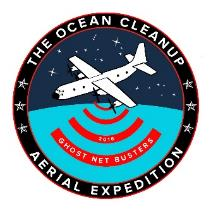 THE OCEAN CLEANUP
2016
GHOST NET BUSTERS
AERIAL EXPEDITION